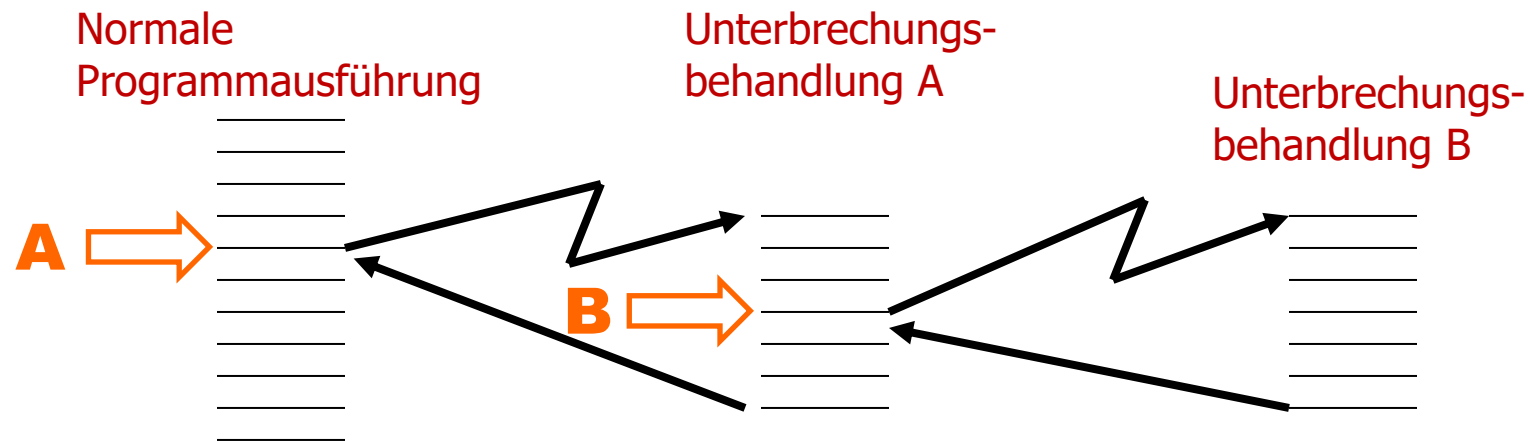 Normale
Programmausführung
Unterbrechungs-
behandlung A
Unterbrechungs-
behandlung B
A
B